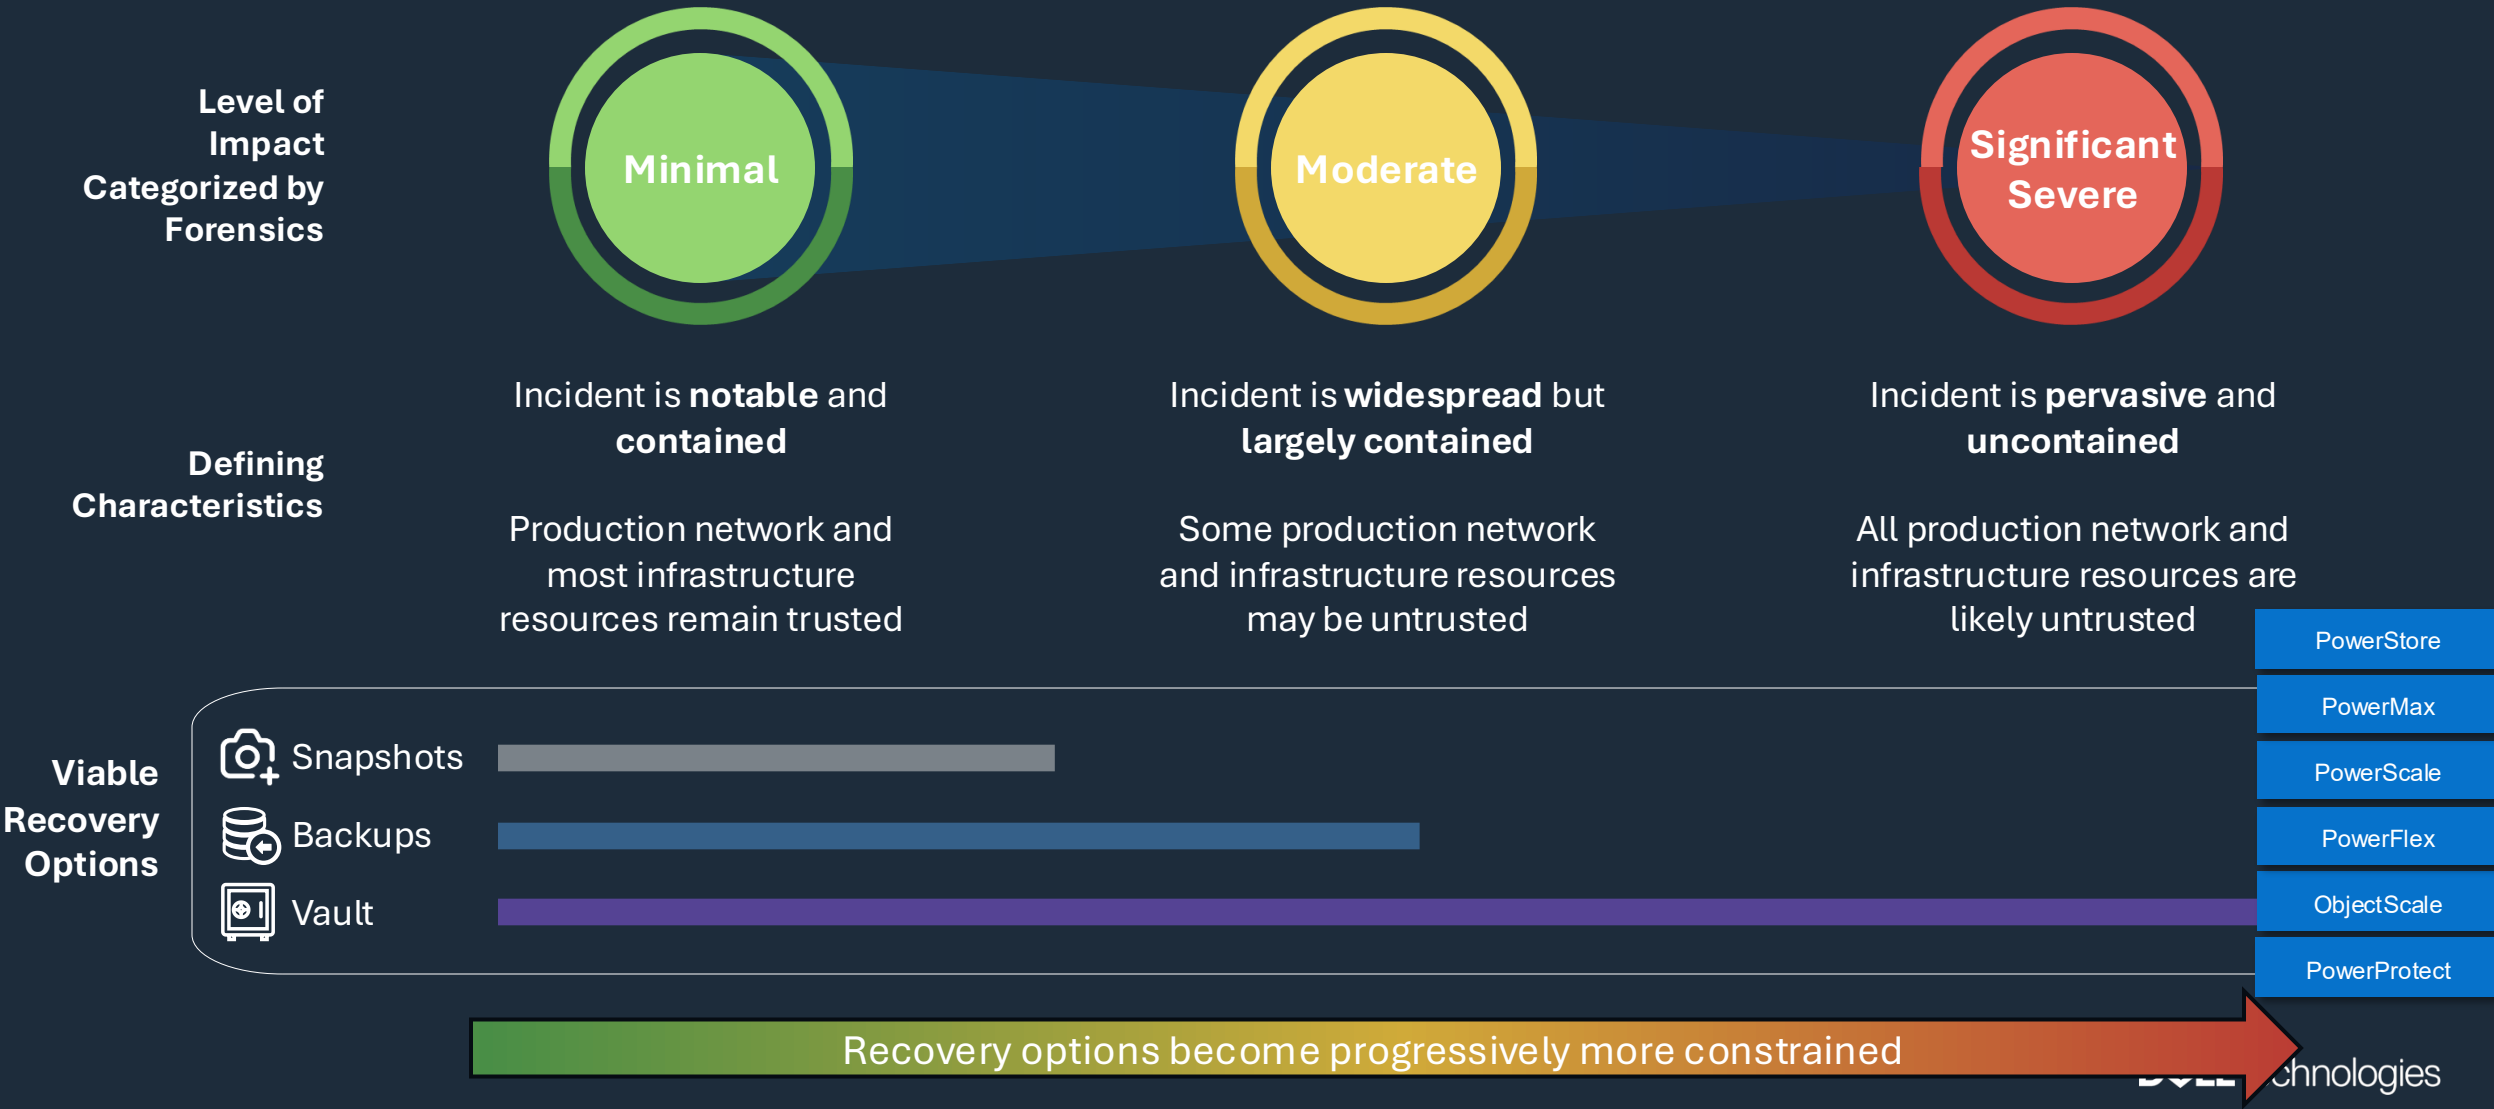 Level of
Impact
Categorized by
Forensics
Minimal
Moderate
Significant
Severe
Defining
Characteristics
Incident is notable and
contained
Production network and
most infrastructure
resources remain trusted
Incident is widespread but
largely contained
Some production network
and infrastructure resources
may be untrusted
Incident is pervasive and
uncontained
All production network and
infrastructure resources are
likely untrusted
PowerStore
PowerMax
PowerScale
PowerFlex
ObjectScale
PowerProtect
Viable
Recovery
Options
Snapshots
Backups
Vault
Recovery options become progressively more constrained